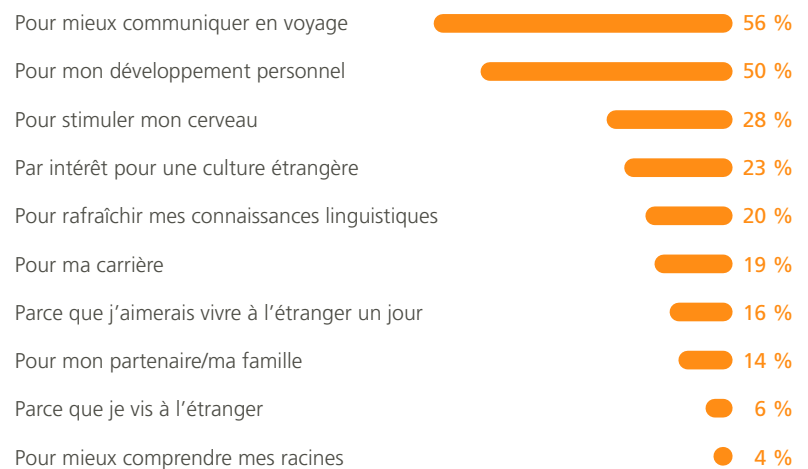 Pour mieux communiquer en voyage 56 %
Pour mon développement personnel 50 %
Pour stimuler mon cerveau 28 %
Par intérêt pour une culture étrangère 23 %
Pour rafraîchir mes connaissances linguistiques 20 %
Pour ma carrière 19 %
Parce que j’aimerais vivre à l’étranger un jour 16 %
Pour mon partenaire/ma famille 14 %
Parce que je vis à l’étranger 6 %
Pour mieux comprendre mes racines 4 %